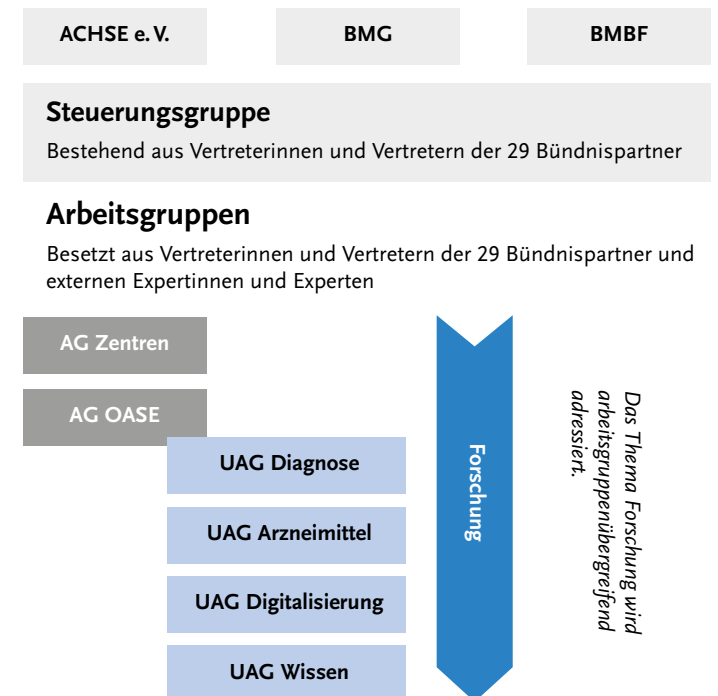 ACHSE e. V.
BMG
BMBF
Steuerungsgruppe
Bestehend aus Vertreterinnen und Vertretern der 29 Bündnispartner
Arbeitsgruppen
Besetzt aus Vertreterinnen und Vertretern der 29 Bündnispartner und
externen Expertinnen und Experten
AG Zentren
AG OASE
UAG Diagnose
UAG Arzneimittel
UAG Digitalisierung
UAG Wissen
Forschung
Das Thema Forschung wird
arbeitsgruppenübergreifend
adressiert.